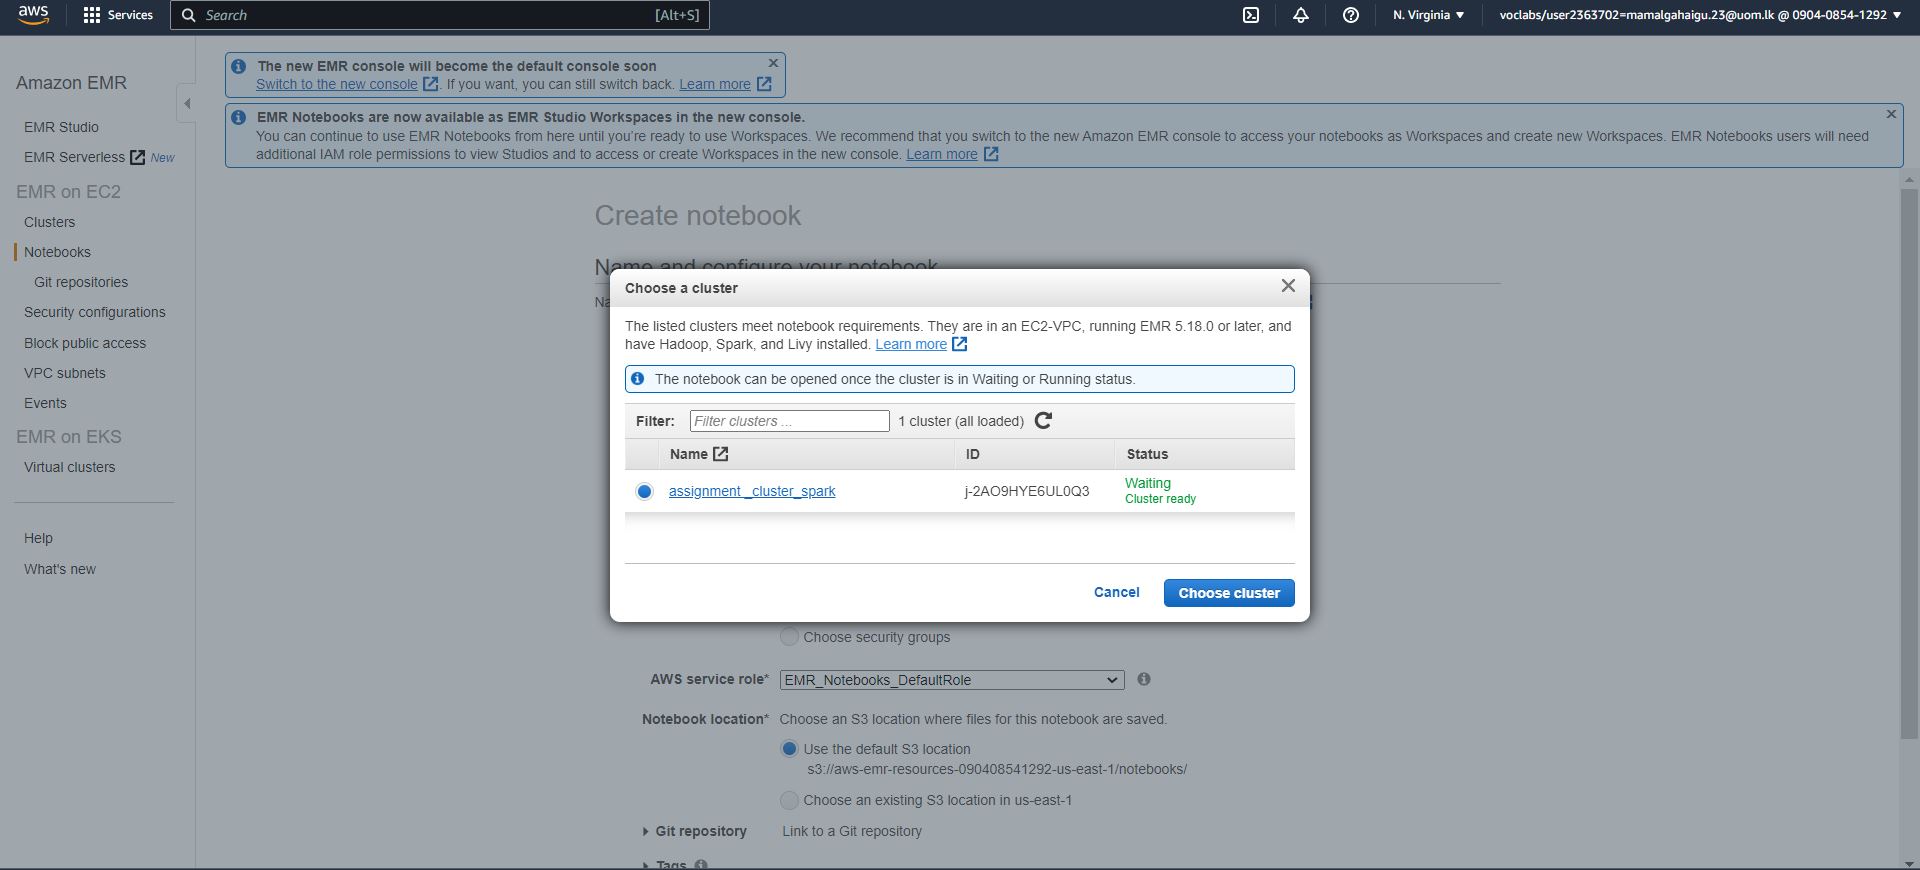 aws
Services
Search
[Alt+S]
N. Virginia
voclabs/user2363702=mamalgahaigu.23@uom.lk @ 0904-0854-1292
Amazon EMR
EMR Studio
EMR Serverless New
EMR on EC2
Clusters
Notebooks
Git repositories
Security configurations
Block public access
VPC subnets
Events
EMR on EKS
Virtual clusters
Help
What's new
The new EMR console will become the default console soon
Switch to the new console . If you want, you can still switch back. Learn more
EMR Notebooks are now available as EMR Studio Workspaces in the new console.
You can continue to use EMR Notebooks from here until you're ready to use Workspaces. We recommend that you switch to the new Amazon EMR console to access your notebooks as Workspaces and create new Workspaces. EMR Notebooks users will need
additional IAM role permissions to view Studios and to access or create Workspaces in the new console. Learn more
Create notebook
Name and configure your notebook
Choose a cluster
The listed clusters meet notebook requirements. They are in an EC2-VPC, running EMR 5.18.0 or later, and
have Hadoop, Spark, and Livy installed. Learn more
The notebook can be opened once the cluster is in Waiting or Running status.
Filter: Filter clusters ... 1 cluster (all loaded)
Name ID Status
assignment _cluster_spark j-2AO9HYE6UL0Q3 Waiting
Cluster ready
Cancel Choose cluster
Choose security groups
AWS service role* EMR_Notebooks_DefaultRole
Notebook location* Choose an S3 location where files for this notebook are saved.
Use the default S3 location
s3://aws-emr-resources-090408541292-us-east-1/notebooks/
Choose an existing S3 location in us-east-1
Git repository Link to a Git repository
Tags